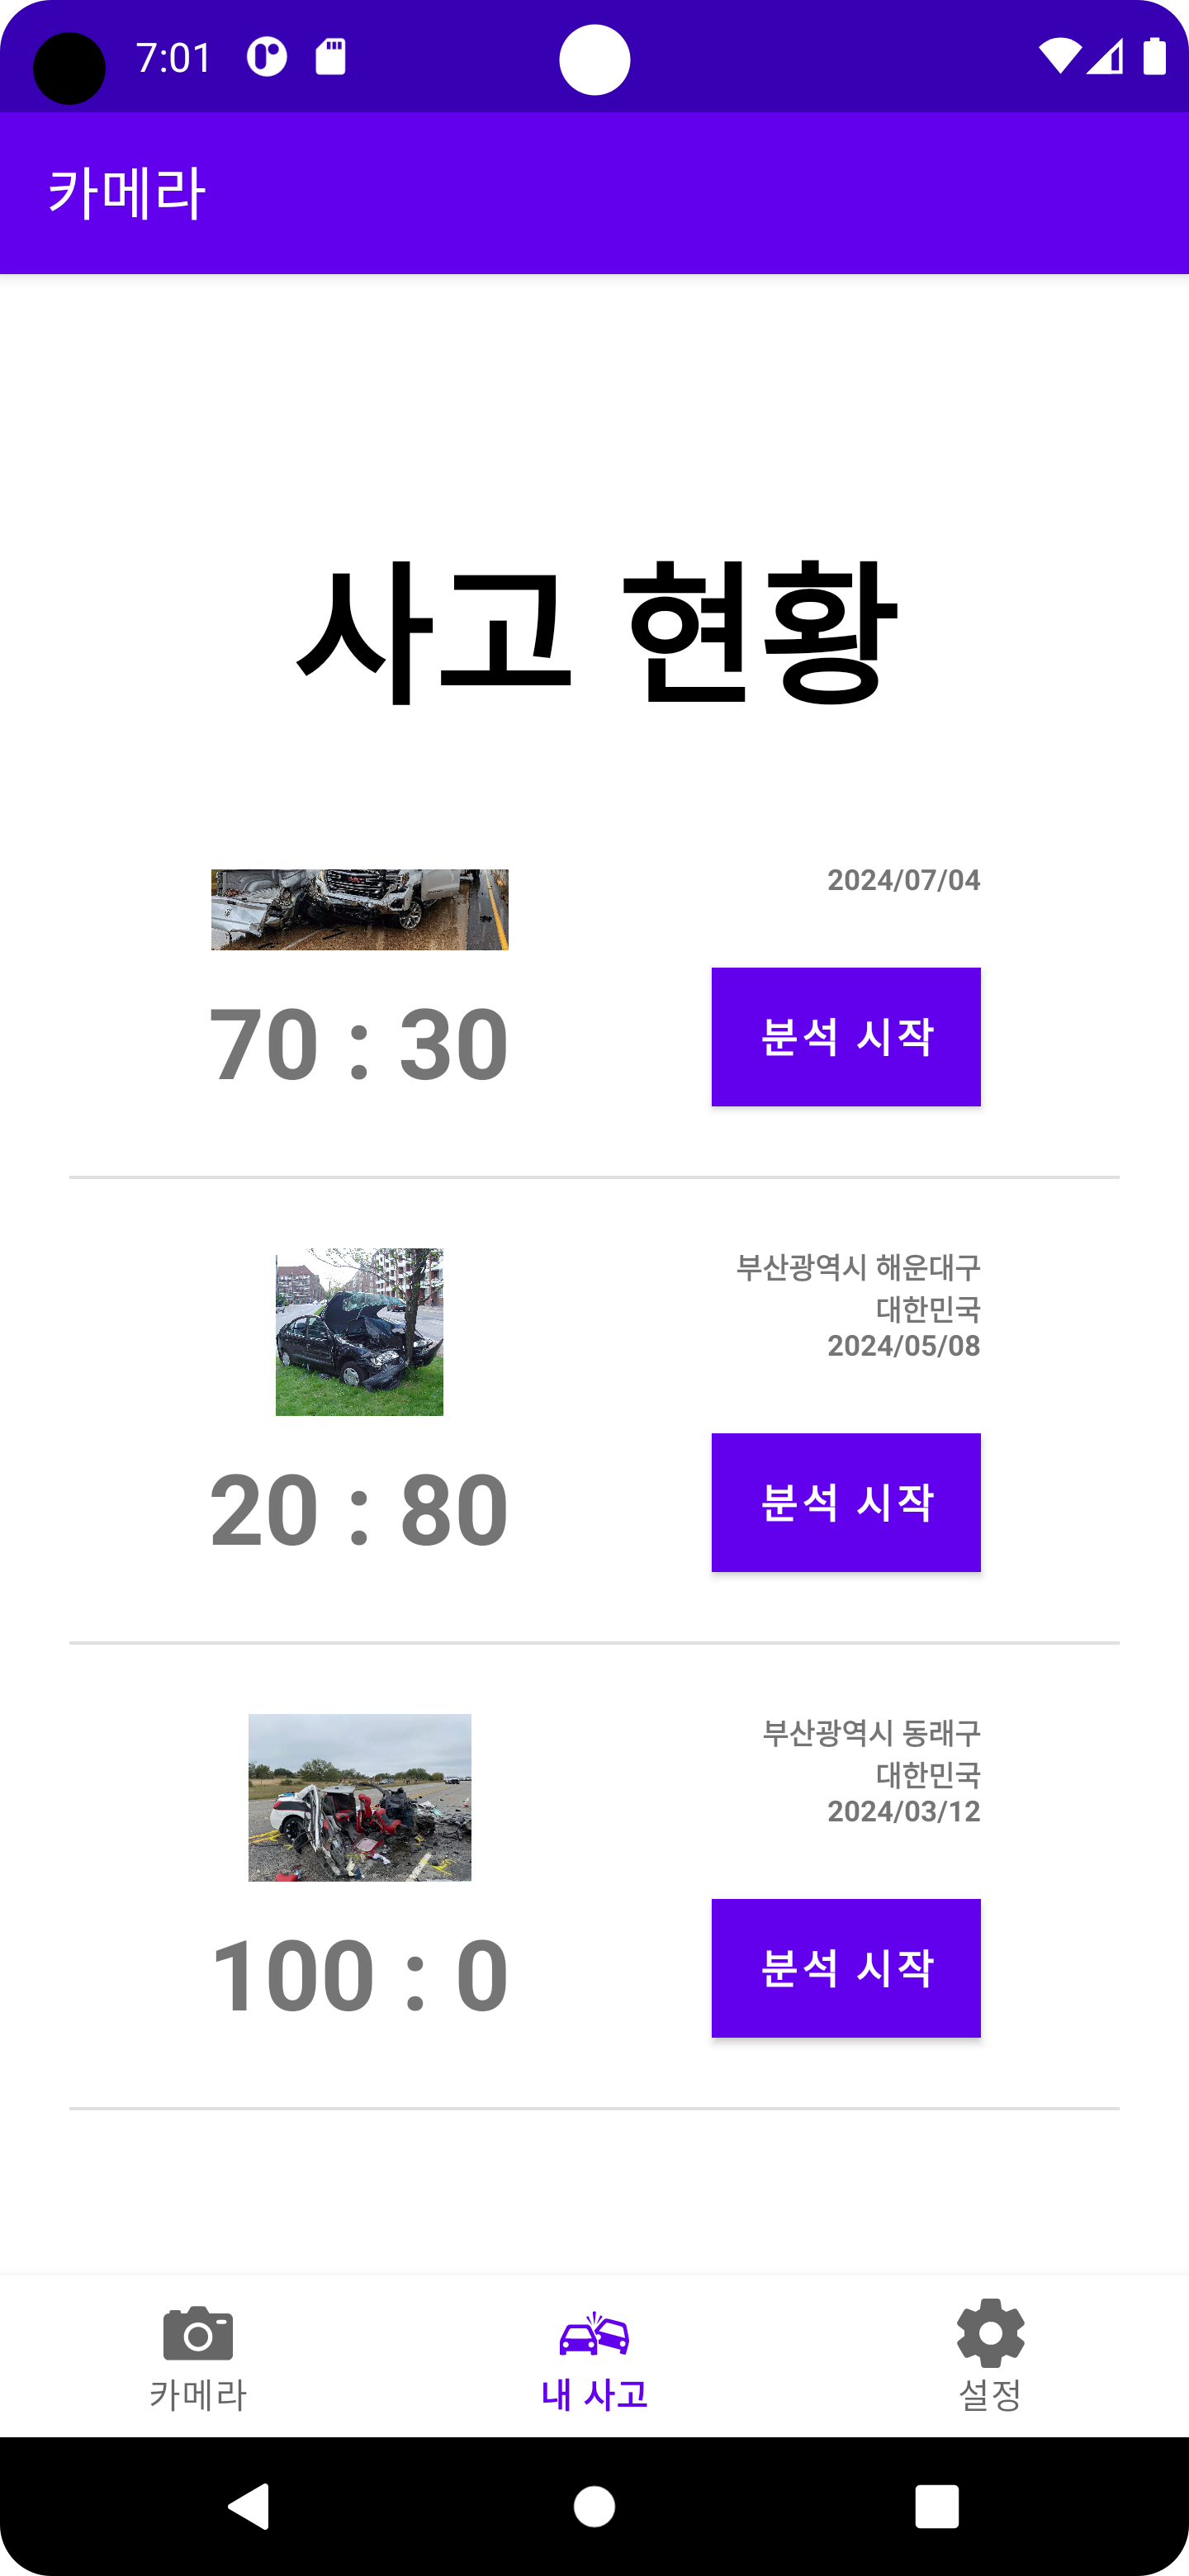 7:01
카메라
사고 현황
2024/07/04
70 : 30
분석 시작
부산광역시 해운대구
대한민국
2024/05/08
20 : 80
분석 시작
부산광역시 동래구
대한민국
2024/03/12
100 : 0
분석 시작
카메라
내 사고
설정